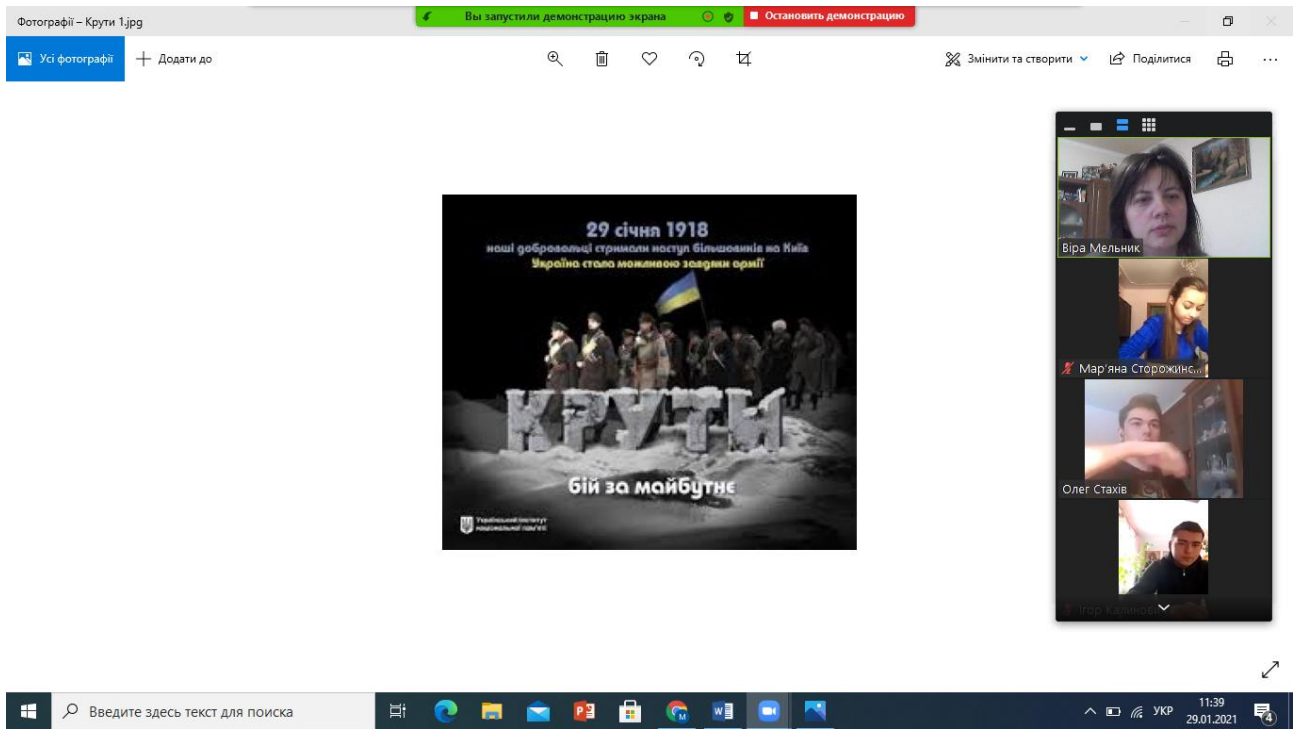 Фотографії – Крути 1.jpg
Вы запустили демонстрацию экрана
Остановить демонстрацию
Усі фотографії
Додати до
Змінити та створити
Поділитися
29 січня 1918
наші добровольці стримали наступ більшовиків на Київ
Україна стала можливою завдяки армії
КРУТИ
бій за майбутнє
Український інститут
національної пам'яті
Віра Мельник
Мар'яна Сторожинс...
Олег Стахів
Ігор Калинов
Введите здесь текст для поиска
УКР
11:39
29.01.2021
4